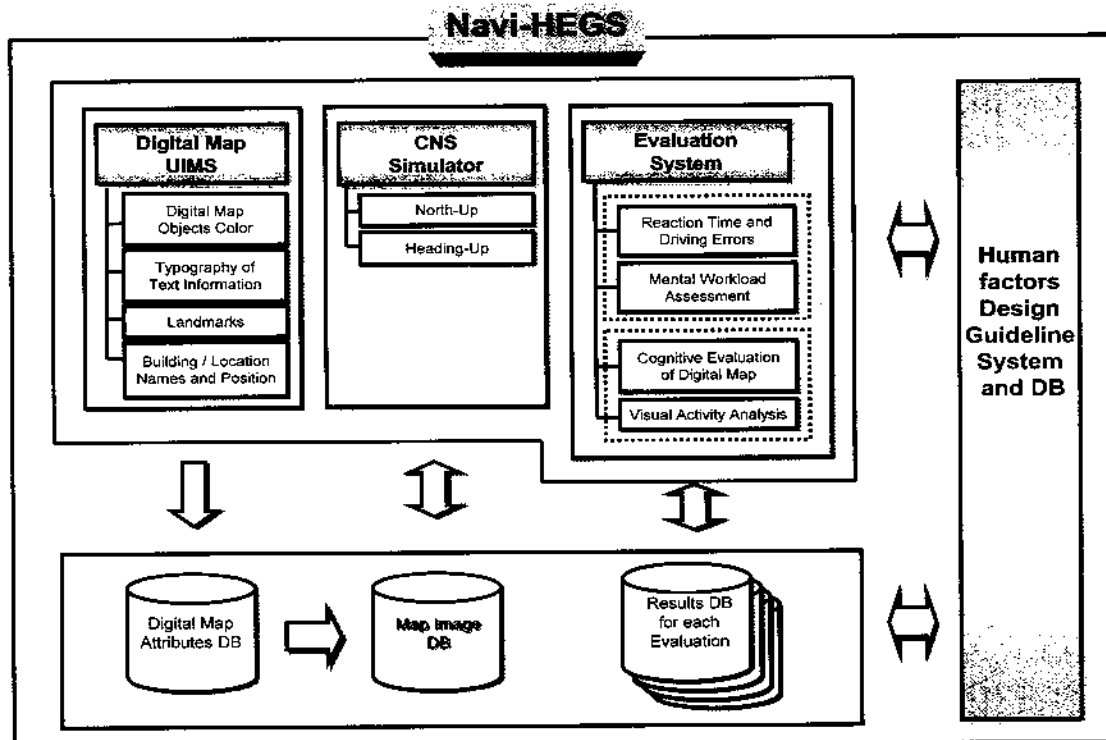 Navi-HEGS
Digital Map
UIMS
Digital Map
Objects Color
Typography of
Text Information
Landmarks
Building / Location
Names and Position
CNS
Simulator
North-Up
Heading-Up
Evaluation
System
Reaction Time and
Driving Errors
Mental Workload
Assessment
Cognitive Evaluation
of Digital Map
Visual Activity Analysis
Human
factors
Design
Guideline
System
and DB
Digital Map
Attributes DB
Map Image
DB
Results DB
for each
Evaluation